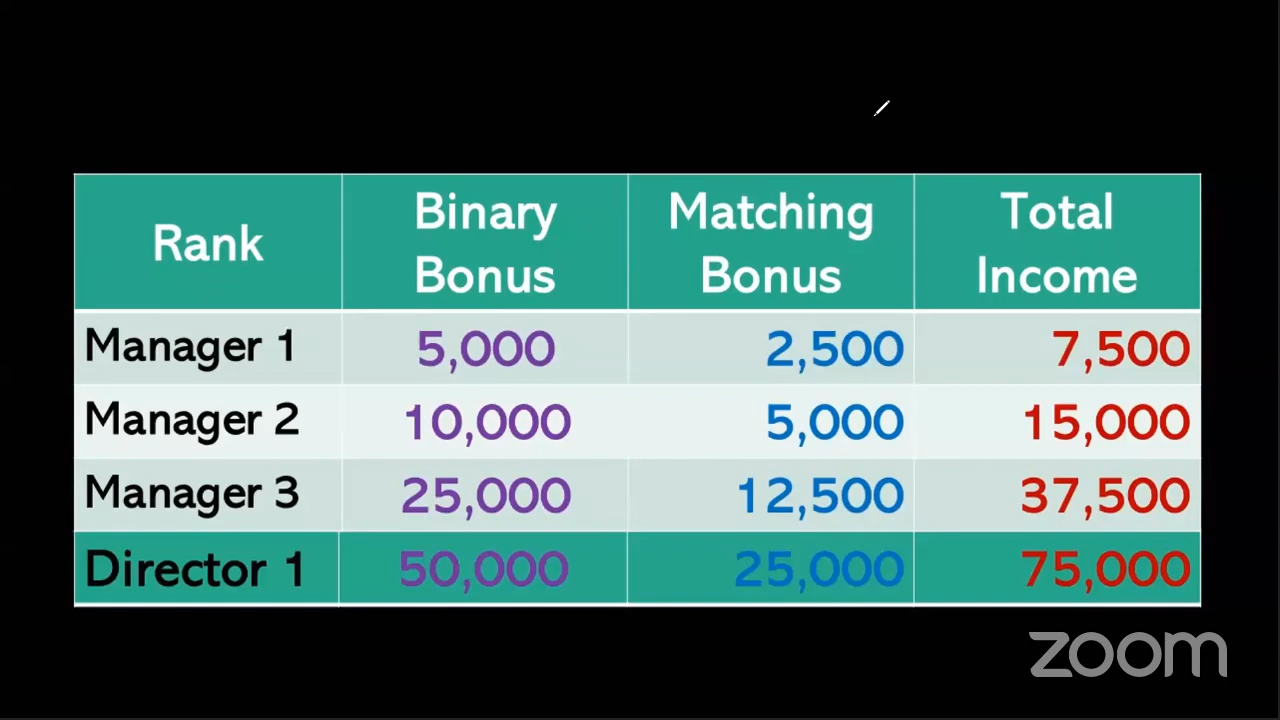 Rank Binary Bonus Matching Bonus Total Income
Manager 1 5,000 2,500 7,500
Manager 2 10,000 5,000 15,000
Manager 3 25,000 12,500 37,500
Director 1 50,000 25,000 75,000
zoom